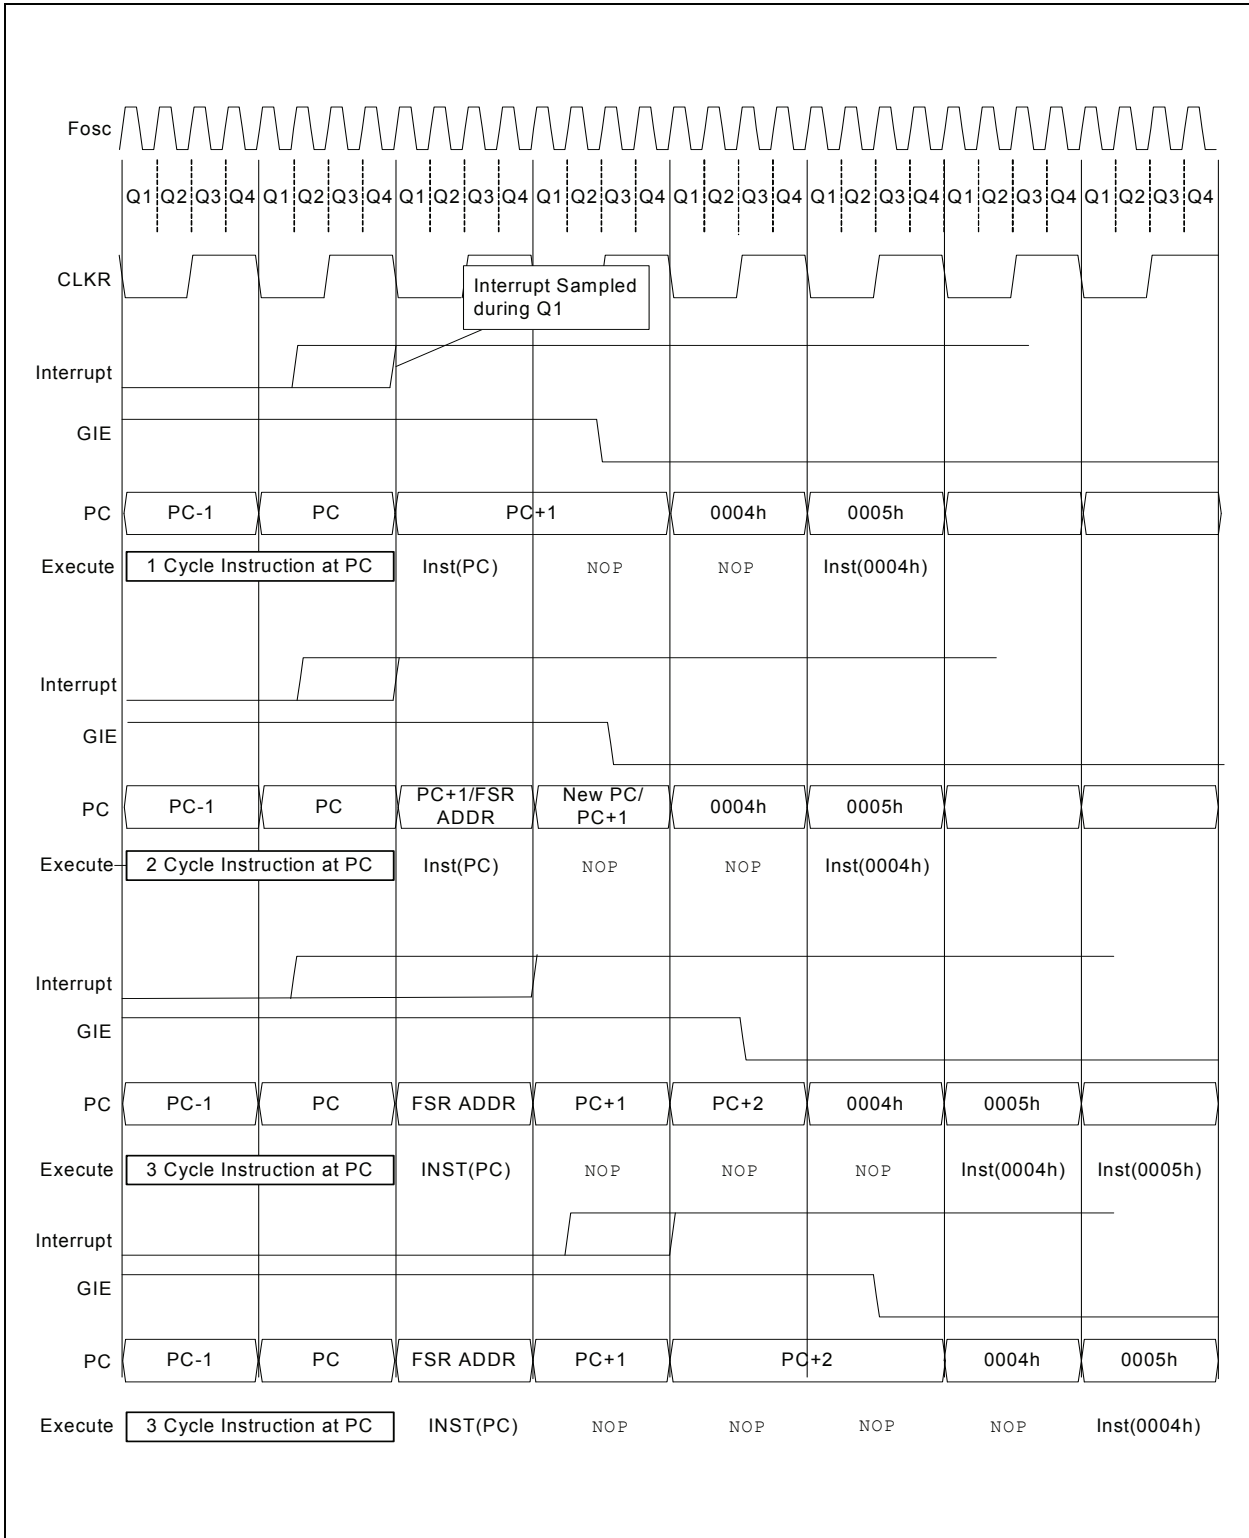 Fosc
Q1 Q2 Q3 Q4 Q1 Q2 Q3 Q4 Q1 Q2 Q3 Q4 Q1 Q2 Q3 Q4 Q1 Q2 Q3 Q4 Q1 Q2 Q3 Q4 Q1 Q2 Q3 Q4 Q1 Q2 Q3 Q4
CLKR
Interrupt Sampled
during Q1
Interrupt
GIE
PC PC-1 PC PC+1 0004h 0005h
Execute 1 Cycle Instruction at PC Inst(PC) NOP NOP Inst(0004h)
Interrupt
GIE
PC PC-1 PC PC+1/FSR ADDR New PC/ PC+1 0004h 0005h
Execute 2 Cycle Instruction at PC Inst(PC) NOP NOP Inst(0004h)
Interrupt
GIE
PC PC-1 PC FSR ADDR PC+1 PC+2 0004h 0005h
Execute 3 Cycle Instruction at PC INST(PC) NOP NOP NOP Inst(0004h) Inst(0005h)
Interrupt
GIE
PC PC-1 PC FSR ADDR PC+1 PC+2 0004h 0005h
Execute 3 Cycle Instruction at PC INST(PC) NOP NOP NOP NOP Inst(0004h)